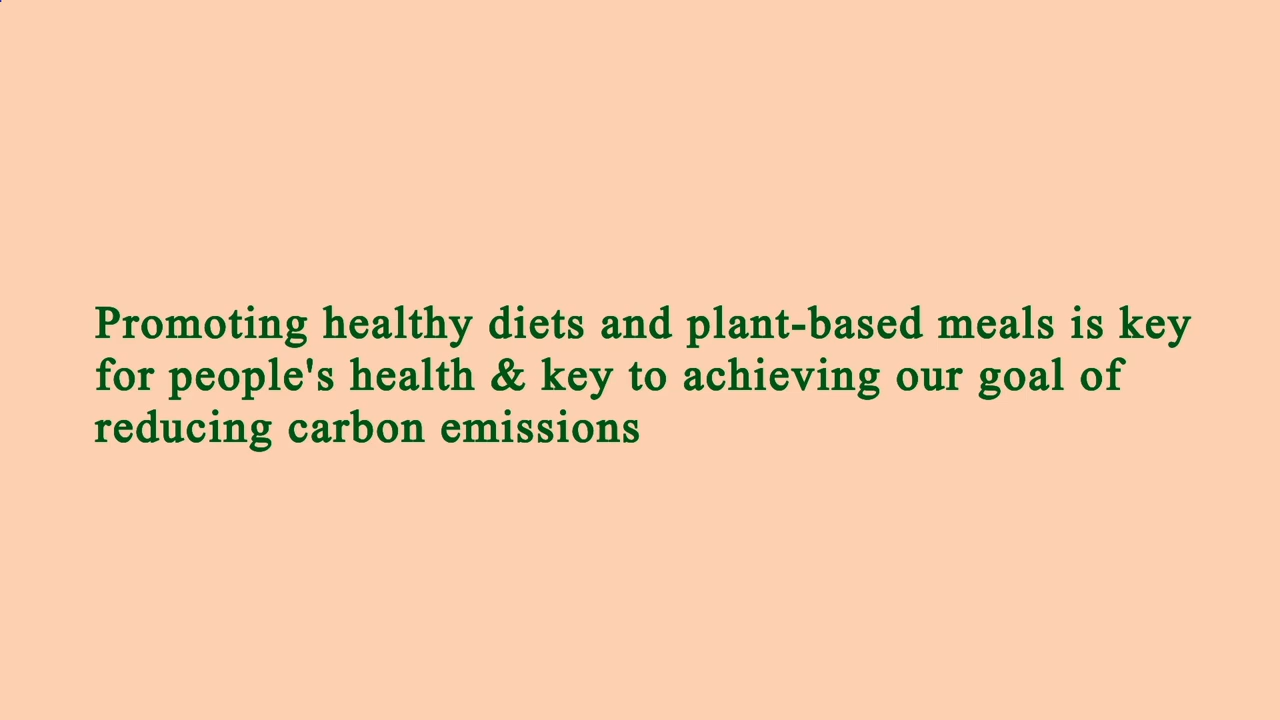 Promoting healthy diets and plant-based meals is key
for people's health & key to achieving our goal of
reducing carbon emissions